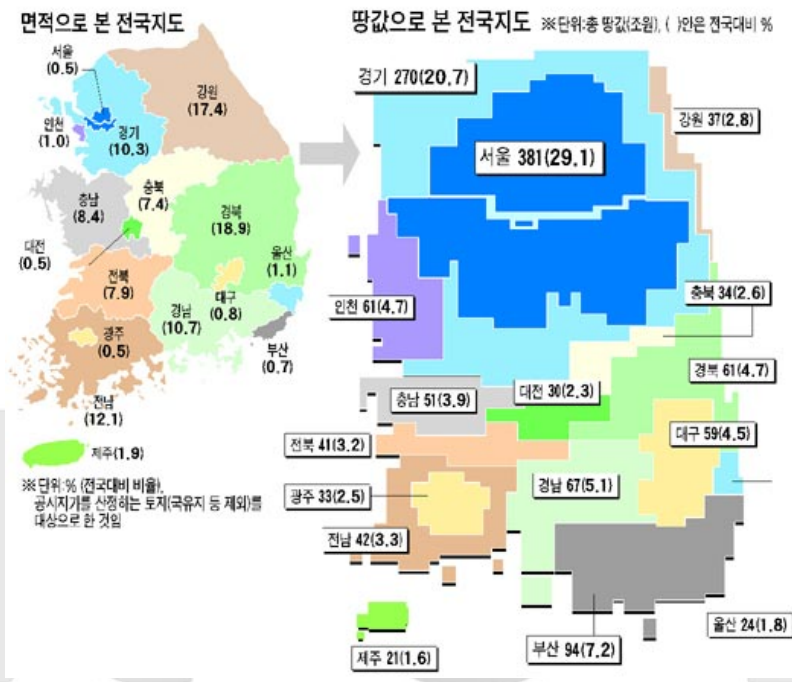 면적으로 본 전국지도
서울
(0.5)
강원
(17.4)
인천
(1.0)
경기
(10.3)
충북
(7.4)
충남
(8.4)
경북
(18.9)
대전
(0.5)
울산
(1.1)
전북
(7.9)
대구
(0.8)
경남
(10.7)
광주
(0.5)
부산
(0.7)
전남
(12.1)
제주(1.9)
※단위:% (전국대비 비율),
공시지가를 산정하는 토지(국유지 등 제외)를
대상으로 한 것임
땅값으로 본 전국지도 ※단위:총 땅값(조원), ( )안은 전국대비 %
경기 270(20.7)
강원 37(2.8)
서울 381(29.1)
충북 34(2.6)
인천 61(4.7)
경북 61(4.7)
대전 30(2.3)
충남 51(3.9)
대구 59(4.5)
전북 41(3.2)
경남 67(5.1)
광주 33(2.5)
전남 42(3.3)
울산 24(1.8)
부산 94(7.2)
제주 21(1.6)